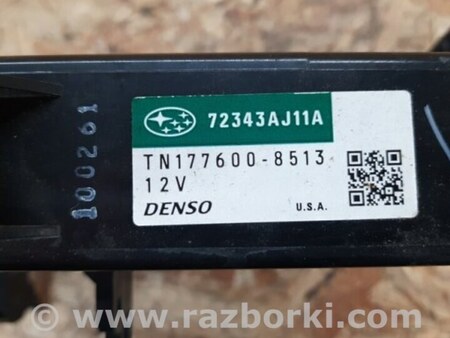 72343AJ11A
TN177600-8513
12V
DENSO
U.S.A.
100261
© www.razborki.com